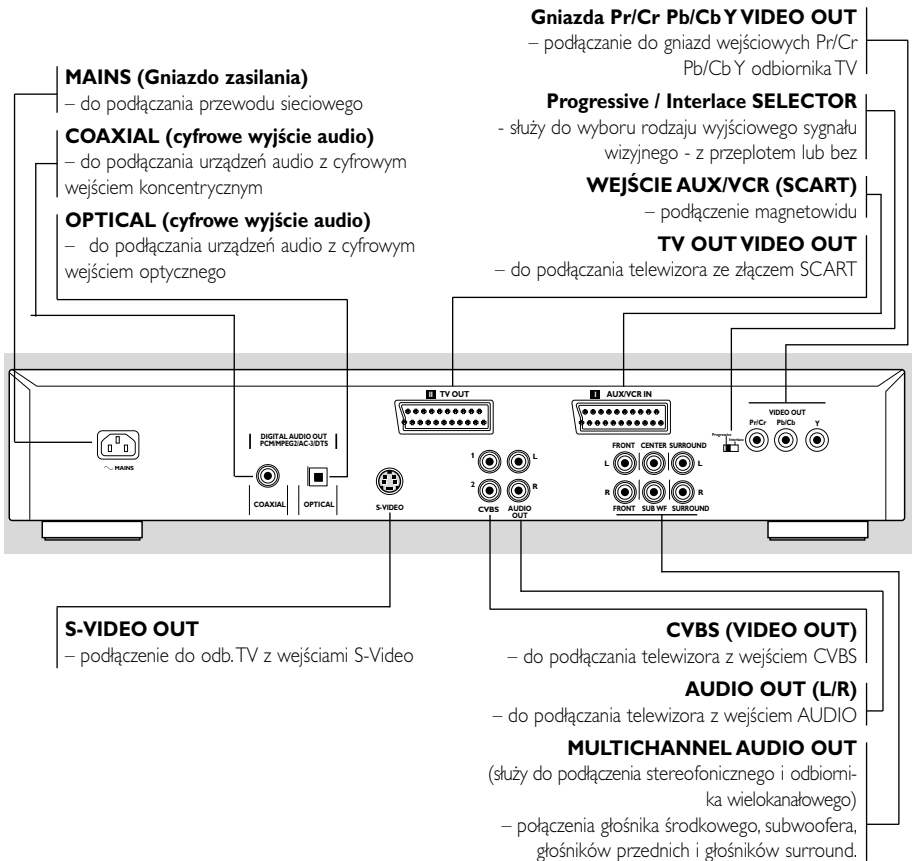 Gniazda Pr/Cr Pb/Cb Y VIDEO OUT
– podłączanie do gniazd wejściowych Pr/Cr
Pb/Cb Y odbiornika TV
MAINS (Gniazdo zasilania)
– do podłączania przewodu sieciowego
COAXIAL (cyfrowe wyjście audio)
– do podłączania urządzeń audio z cyfrowym
wejściem koncentrycznym
OPTICAL (cyfrowe wyjście audio)
– do podłączania urządzeń audio z cyfrowym
wejściem optycznego
Progressive / Interlace SELECTOR
- służy do wyboru rodzaju wyjściowego sygnału
wizyjnego - z przeplotem lub bez
WEJŚCIE AUX/VCR (SCART)
– podłączenie magnetowidu
TV OUT VIDEO OUT
– do podłączania telewizora ze złączem SCART
II TV OUT
I AUX/VCR IN
VIDEO OUT
Pr/Cr Pb/Cb Y
Progressive
Interlace
MAINS
DIGITAL AUDIO OUT
PCM/MPEG2/AC-3/DTS
COAXIAL OPTICAL
S-VIDEO
1 L
2 R
CVBS AUDIO
OUT
FRONT CENTER SURROUND
L L
R R
FRONT SUB WF SURROUND
S-VIDEO OUT
– podłączenie do odb. TV z wejściami S-Video
CVBS (VIDEO OUT)
– do podłączania telewizora z wejściem CVBS
AUDIO OUT (L/R)
– do podłączania telewizora z wejściem AUDIO
MULTICHANNEL AUDIO OUT
(służy do podłączenia stereofonicznego i odbiorni-
ka wielokanałowego)
– połączenia głośnika środkowego, subwoofera,
głośników przednich i głośników surround.